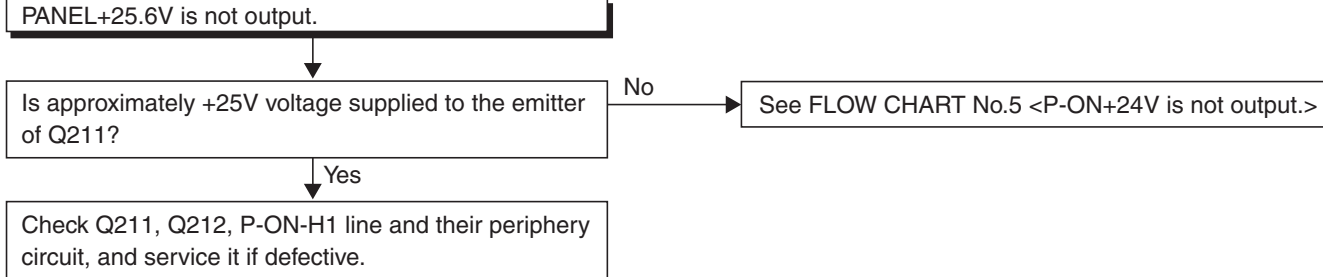 PANEL+25.6V is not output.
Is approximately +25V voltage supplied to the emitter
of Q211?
No
See FLOW CHART No.5 <P-ON+24V is not output.>
Yes
Check Q211, Q212, P-ON-H1 line and their periphery
circuit, and service it if defective.